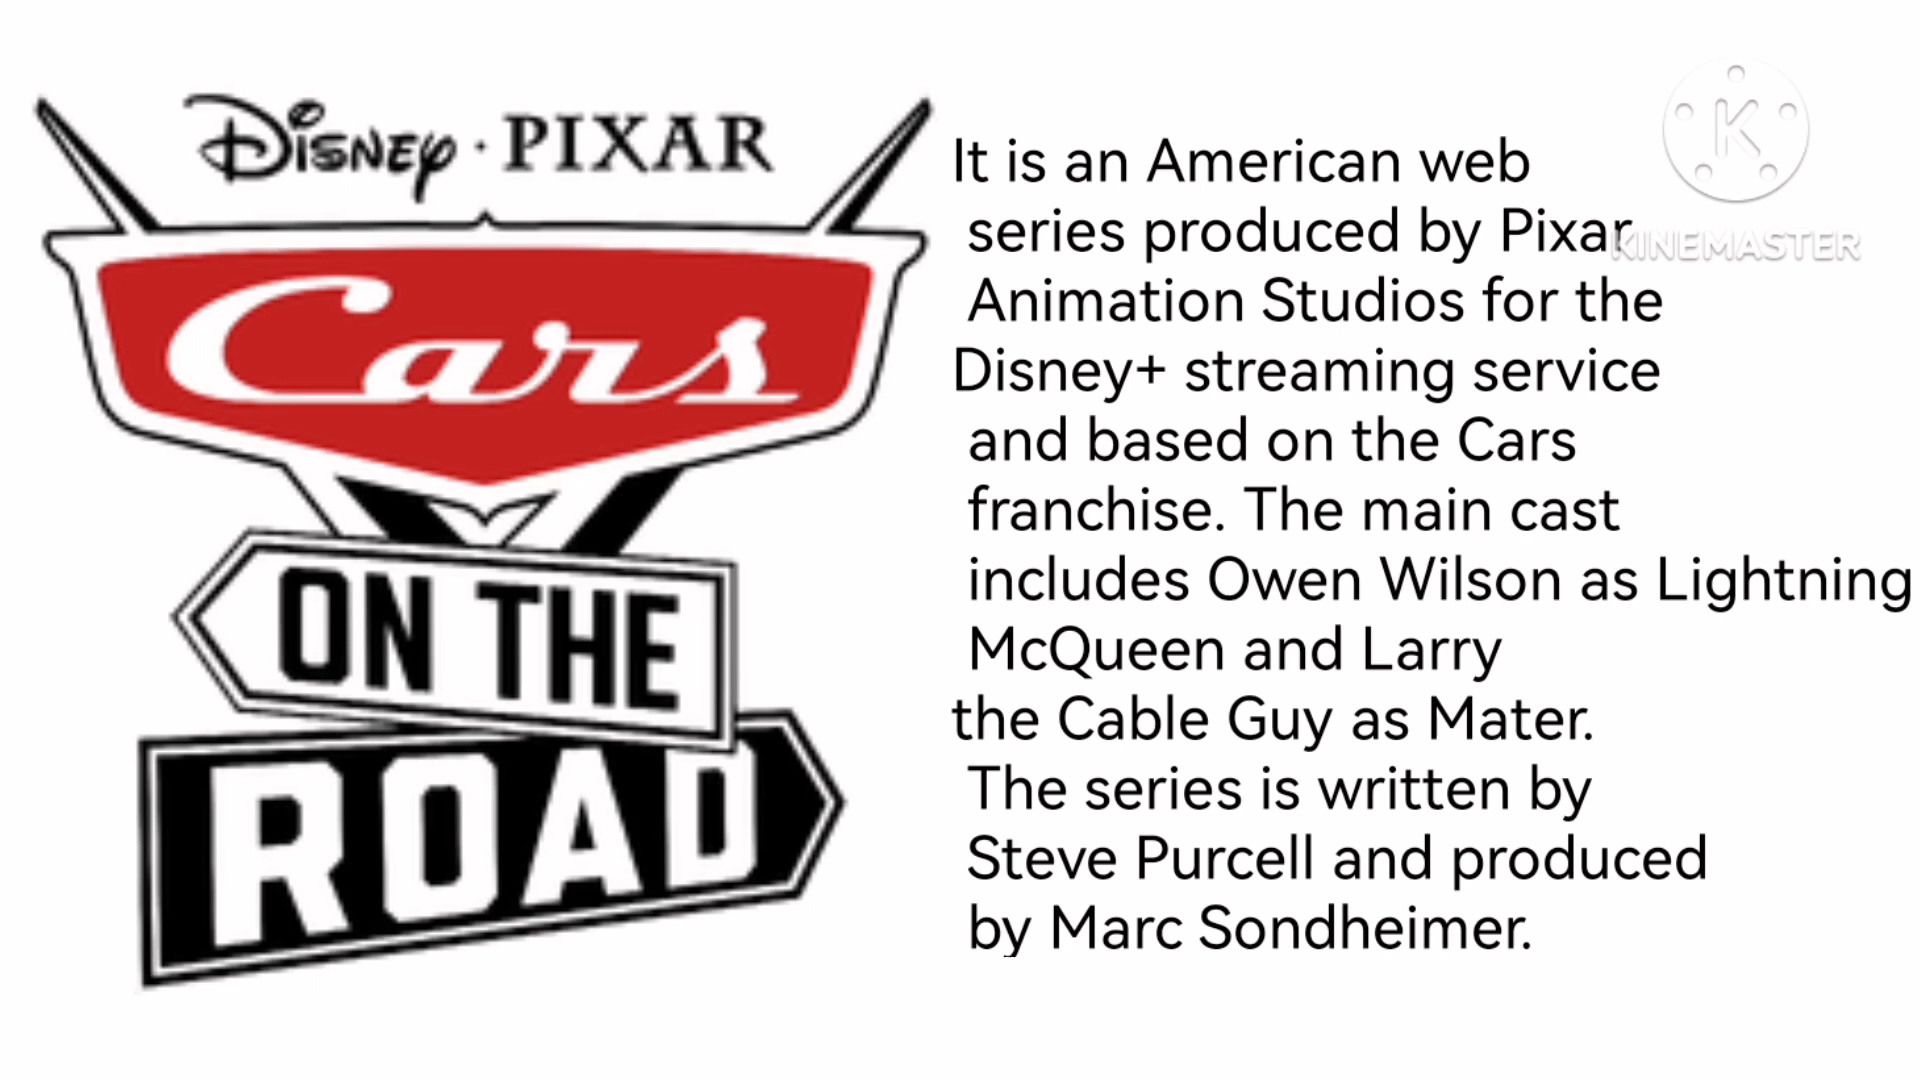 Disney · PIXAR
Cars
ON THE
ROAD
It is an American web
series produced by Pixar
Animation Studios for the
Disney+ streaming service
and based on the Cars
franchise. The main cast
includes Owen Wilson as Lightning
McQueen and Larry
the Cable Guy as Mater.
The series is written by
Steve Purcell and produced
by Marc Sondheimer.
K
KINEMASTER